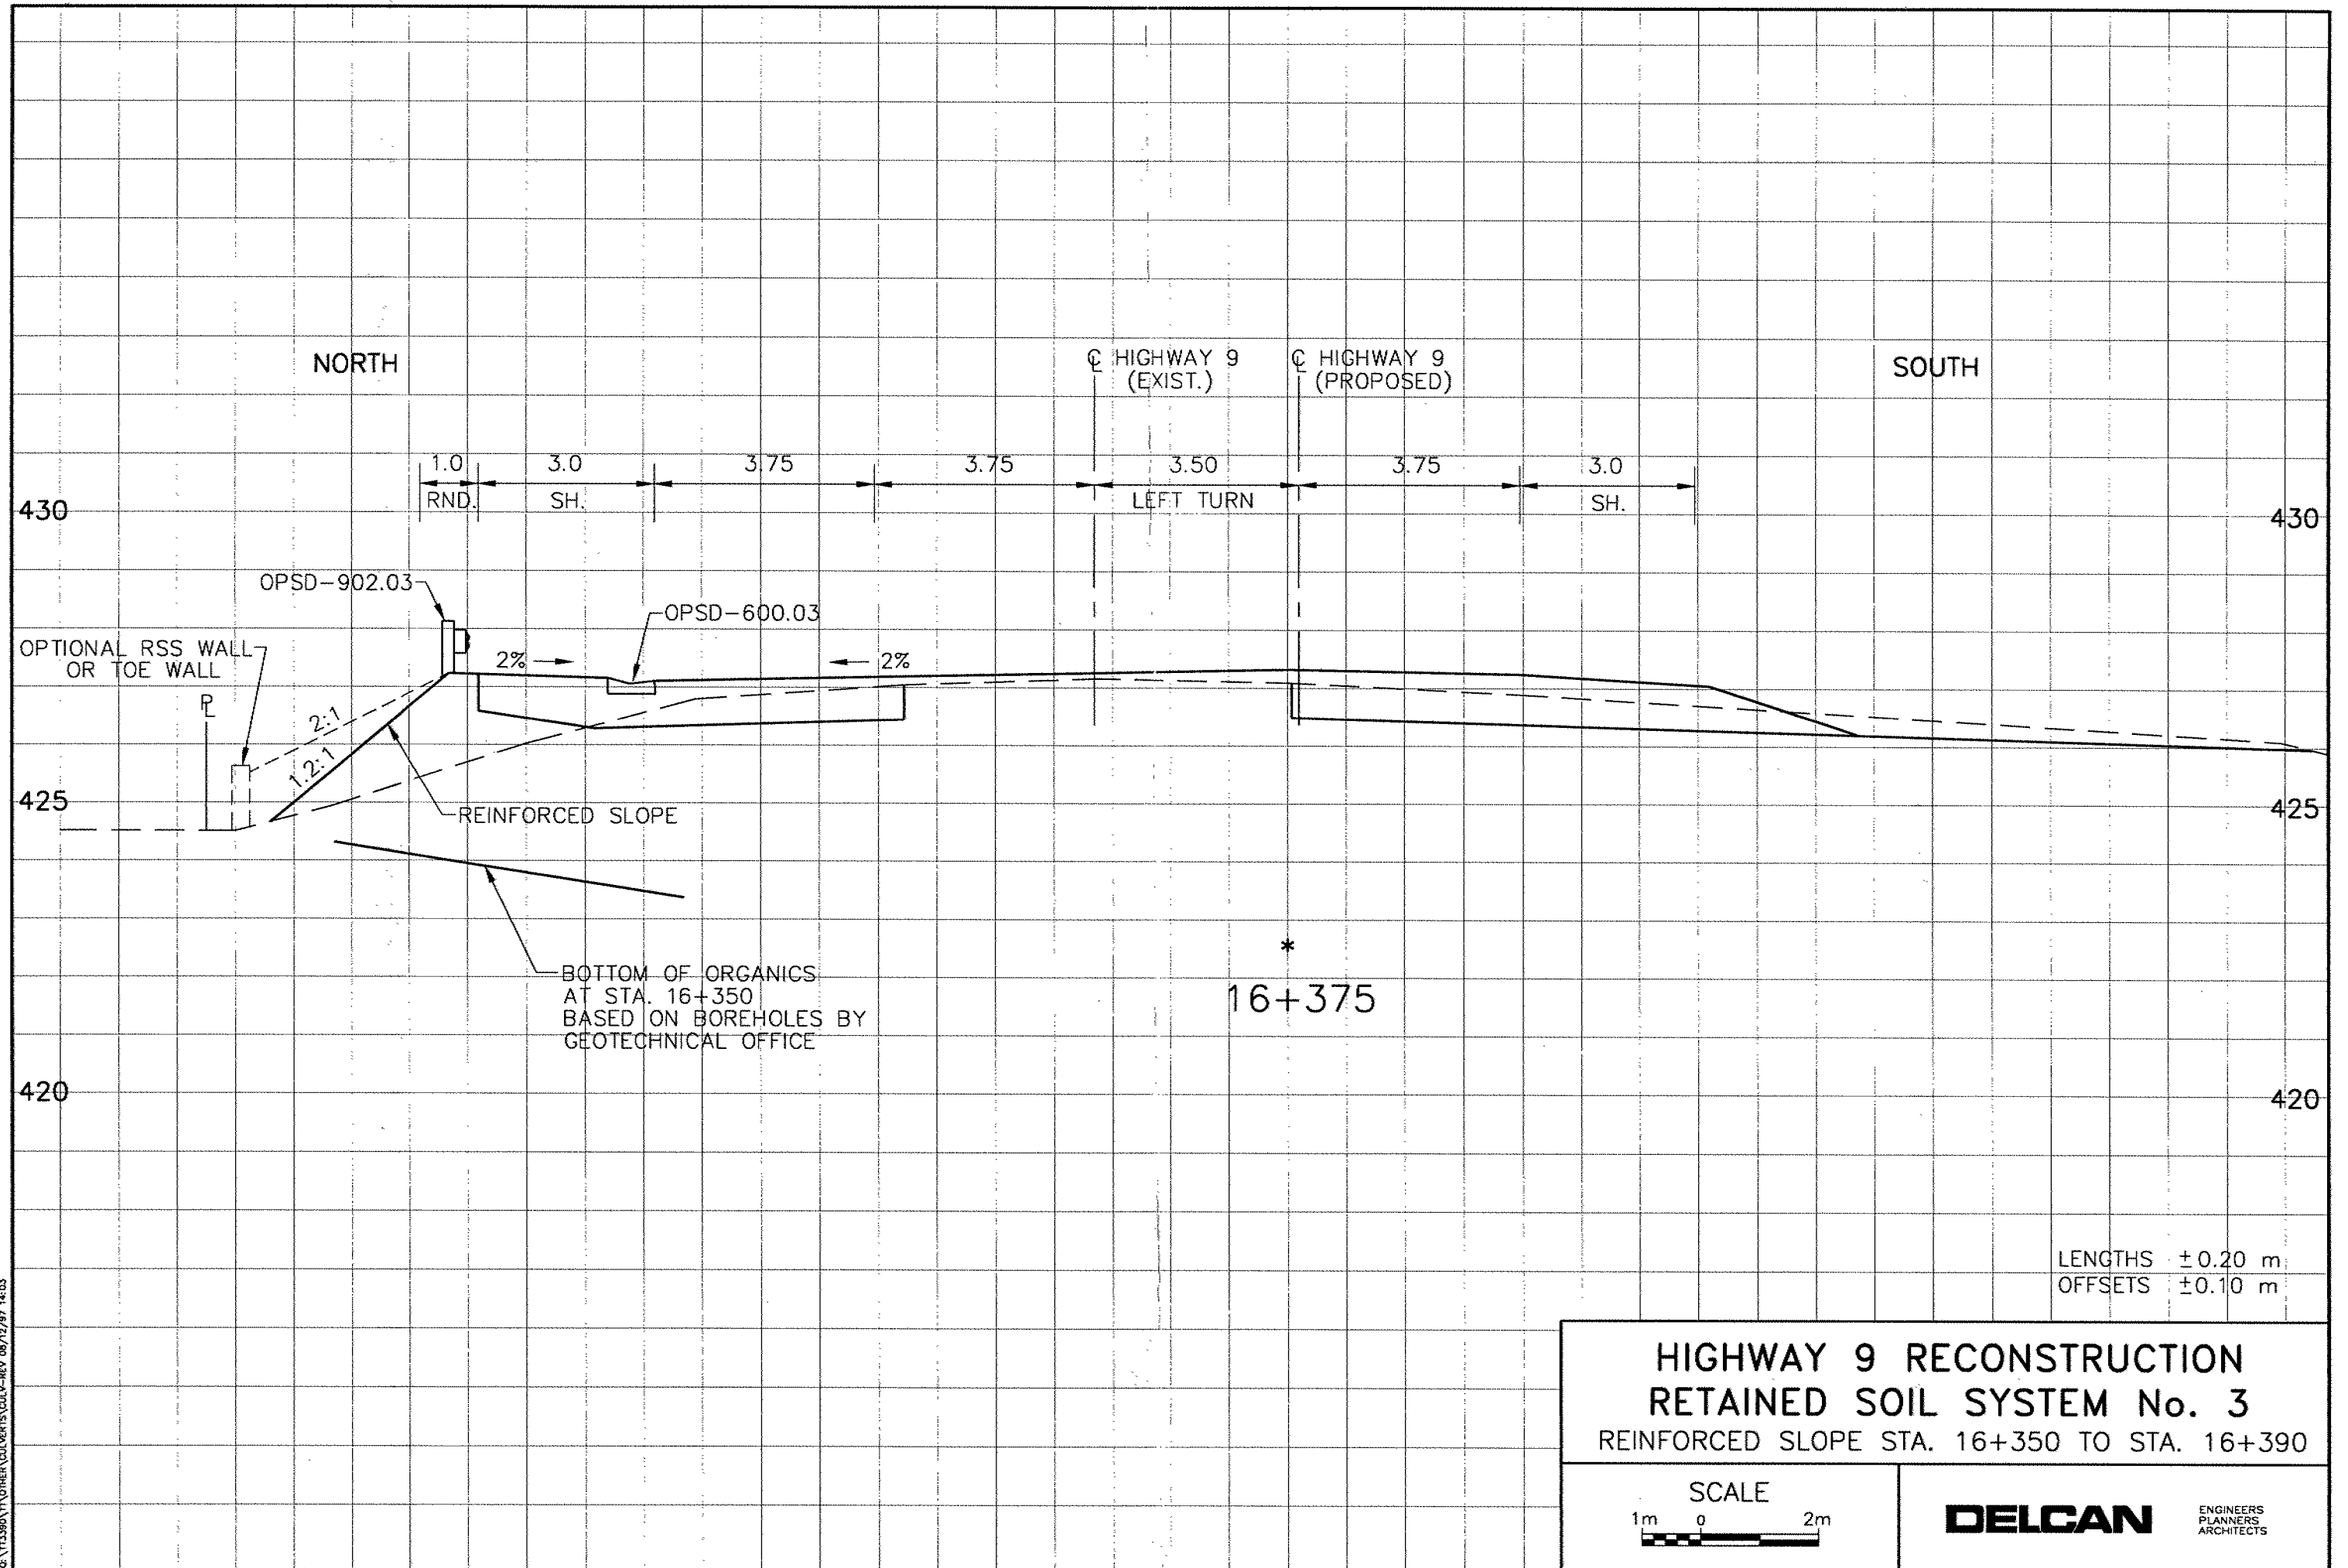 NORTH
SOUTH
℄ HIGHWAY 9
(EXIST.)
℄ HIGHWAY 9
(PROPOSED)
1.0
3.0
3.75
3.75
3.50
3.75
3.0
RND.
SH.
LEFT TURN
SH.
430
430
OPSD-902.03
OPSD-600.03
OPTIONAL RSS WALL
OR TOE WALL
2%
2%
PL
2:1
1.2:1
425
425
REINFORCED SLOPE
BOTTOM OF ORGANICS
AT STA. 16+350
BASED ON BOREHOLES BY
GEOTECHNICAL OFFICE
*
16+375
420
420
LENGTHS ±0.20 m
OFFSETS ±0.10 m
HIGHWAY 9 RECONSTRUCTION
RETAINED SOIL SYSTEM No. 3
REINFORCED SLOPE STA. 16+350 TO STA. 16+390
SCALE
1m 0 2m
DELCAN
ENGINEERS
PLANNERS
ARCHITECTS